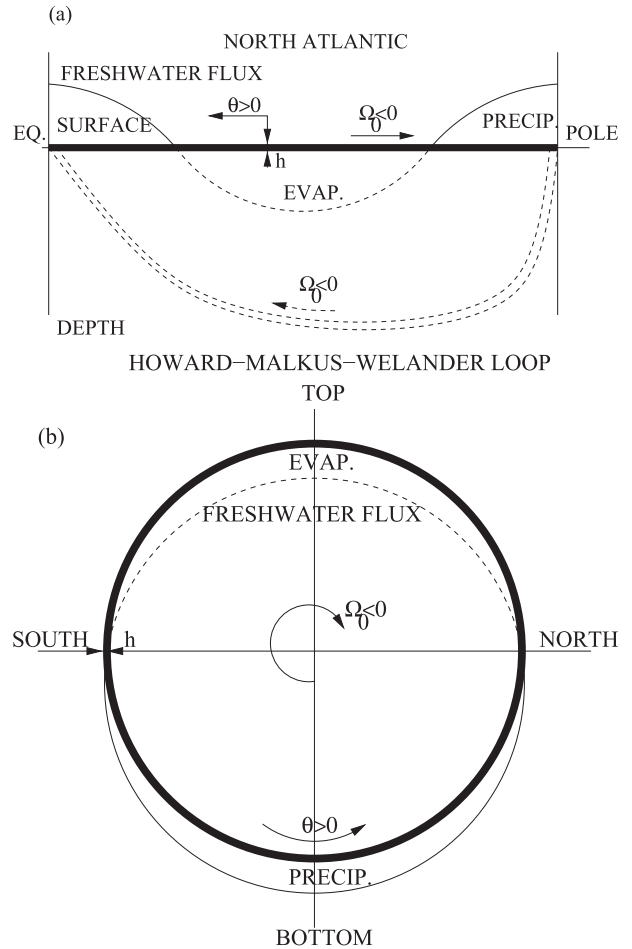 (a)
NORTH ATLANTIC
FRESHWATER FLUX
θ>0
Ω<0
0
EQ.
SURFACE
PRECIP.
POLE
h
EVAP.
Ω<0
0
DEPTH
HOWARD−MALKUS−WELANDER LOOP
TOP
(b)
EVAP.
FRESHWATER FLUX
Ω<0
0
SOUTH
h
NORTH
θ>0
PRECIP.
BOTTOM